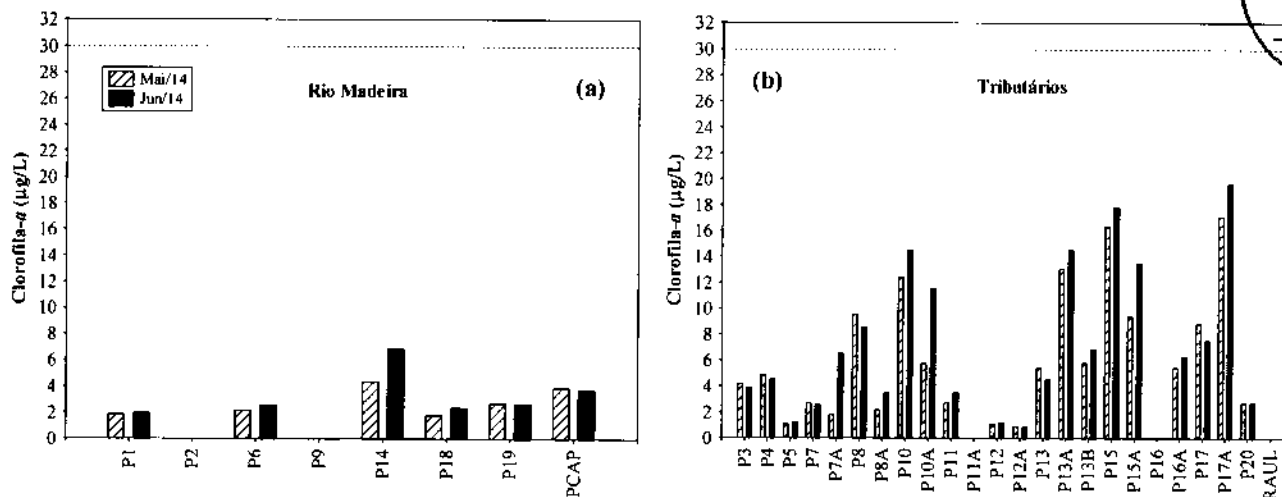 32
30
28
26
24
22
20
18
16
14
12
10
8
6
4
2
0
Clorofila-a (µg/L)
Mai/14
Jun/14
Rio Madeira
(a)
P1
P2
P6
P9
P14
P18
P19
PCAP
32
30
28
26
24
22
20
18
16
14
12
10
8
6
4
2
0
Clorofila-a (µg/L)
(b)
Tributários
P3
P4
P5
P7
P7A
P8
P8A
P10
P10A
P11
P11A
P12
P12A
P13
P13A
P13B
P15
P15A
P16
P16A
P17
P17A
P20
RAUL